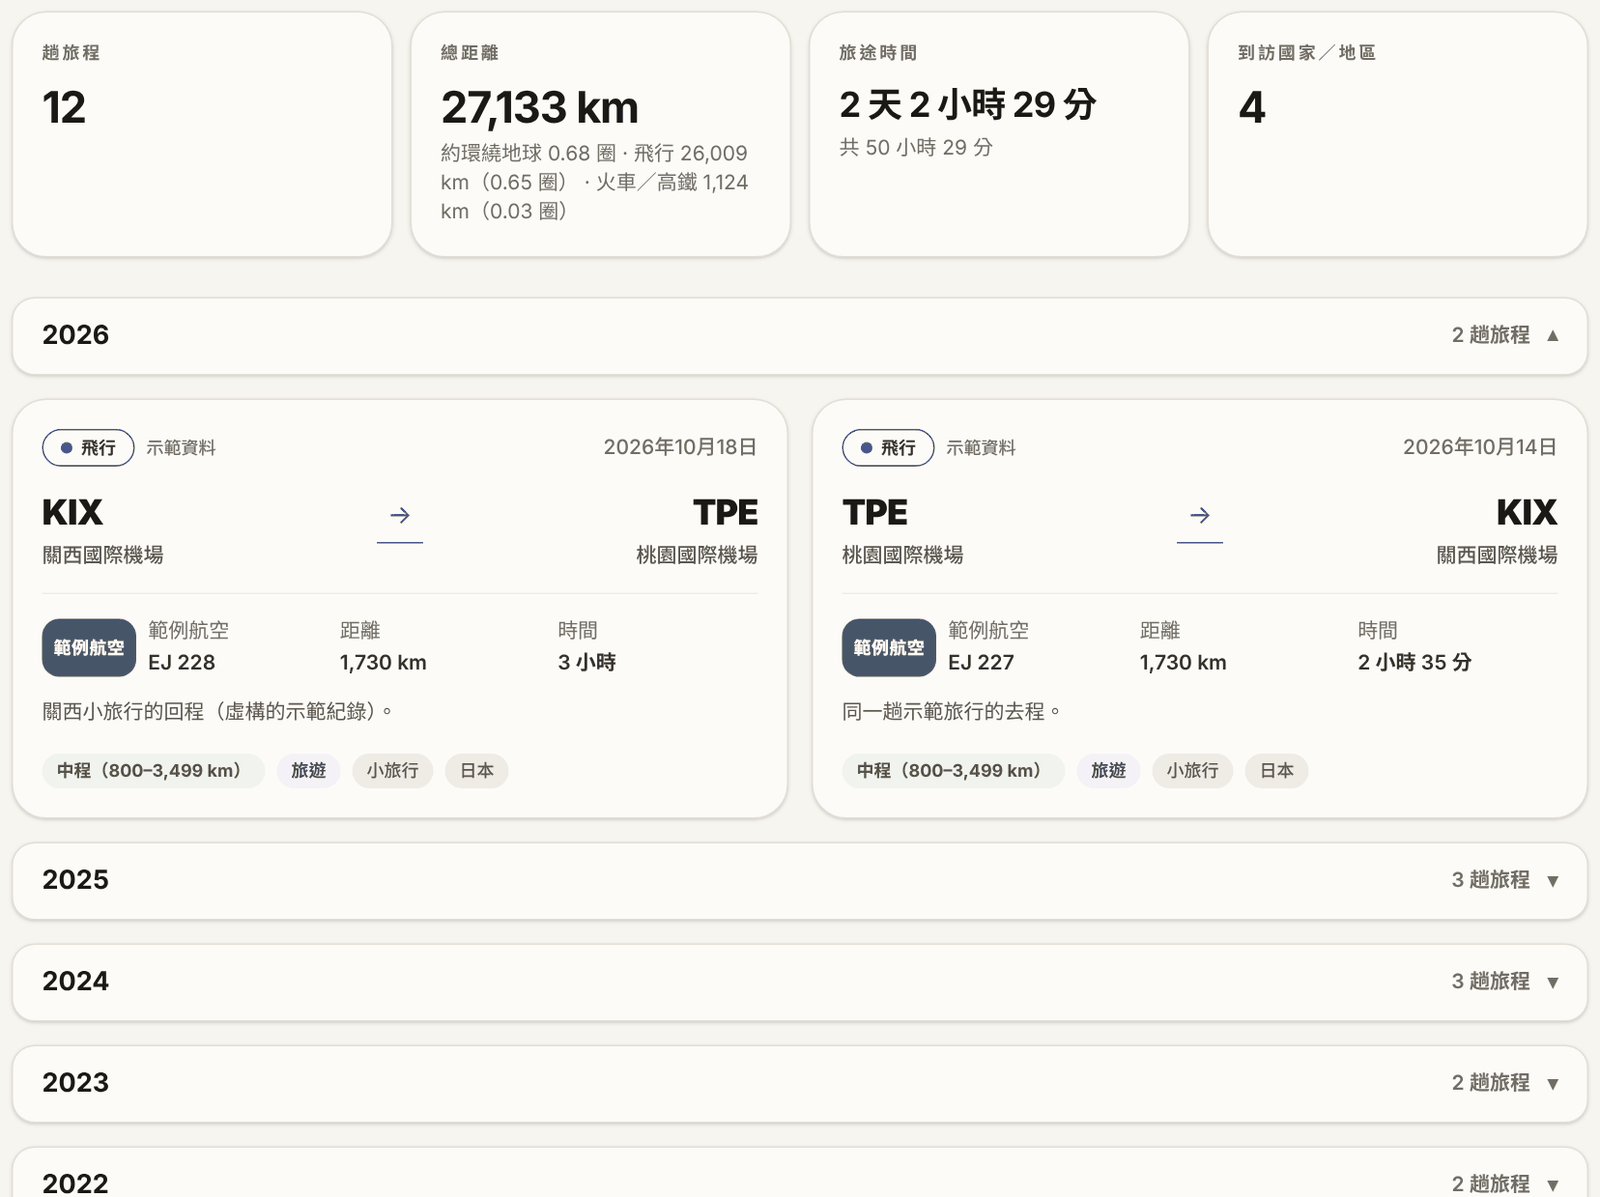 趟旅程
12
總距離
27,133 km
約環繞地球 0.68 圈 · 飛行 26,009
km（0.65 圈） · 火車／高鐵 1,124
km（0.03 圈）
旅途時間
2 天 2 小時 29 分
共 50 小時 29 分
到訪國家／地區
4
2026
2 趟旅程 ▲
飛行 示範資料 2026年10月18日
KIX → TPE
關西國際機場 桃園國際機場
範例航空
範例航空 距離 時間
EJ 228 1,730 km 3 小時
關西小旅行的回程（虛構的示範紀錄）。
中程（800–3,499 km） 旅遊 小旅行 日本
飛行 示範資料 2026年10月14日
TPE → KIX
桃園國際機場 關西國際機場
範例航空
範例航空 距離 時間
EJ 227 1,730 km 2 小時 35 分
同一趟示範旅行的去程。
中程（800–3,499 km） 旅遊 小旅行 日本
2025 3 趟旅程 ▼
2024 3 趟旅程 ▼
2023 2 趟旅程 ▼
2022 2 趟旅程 ▼